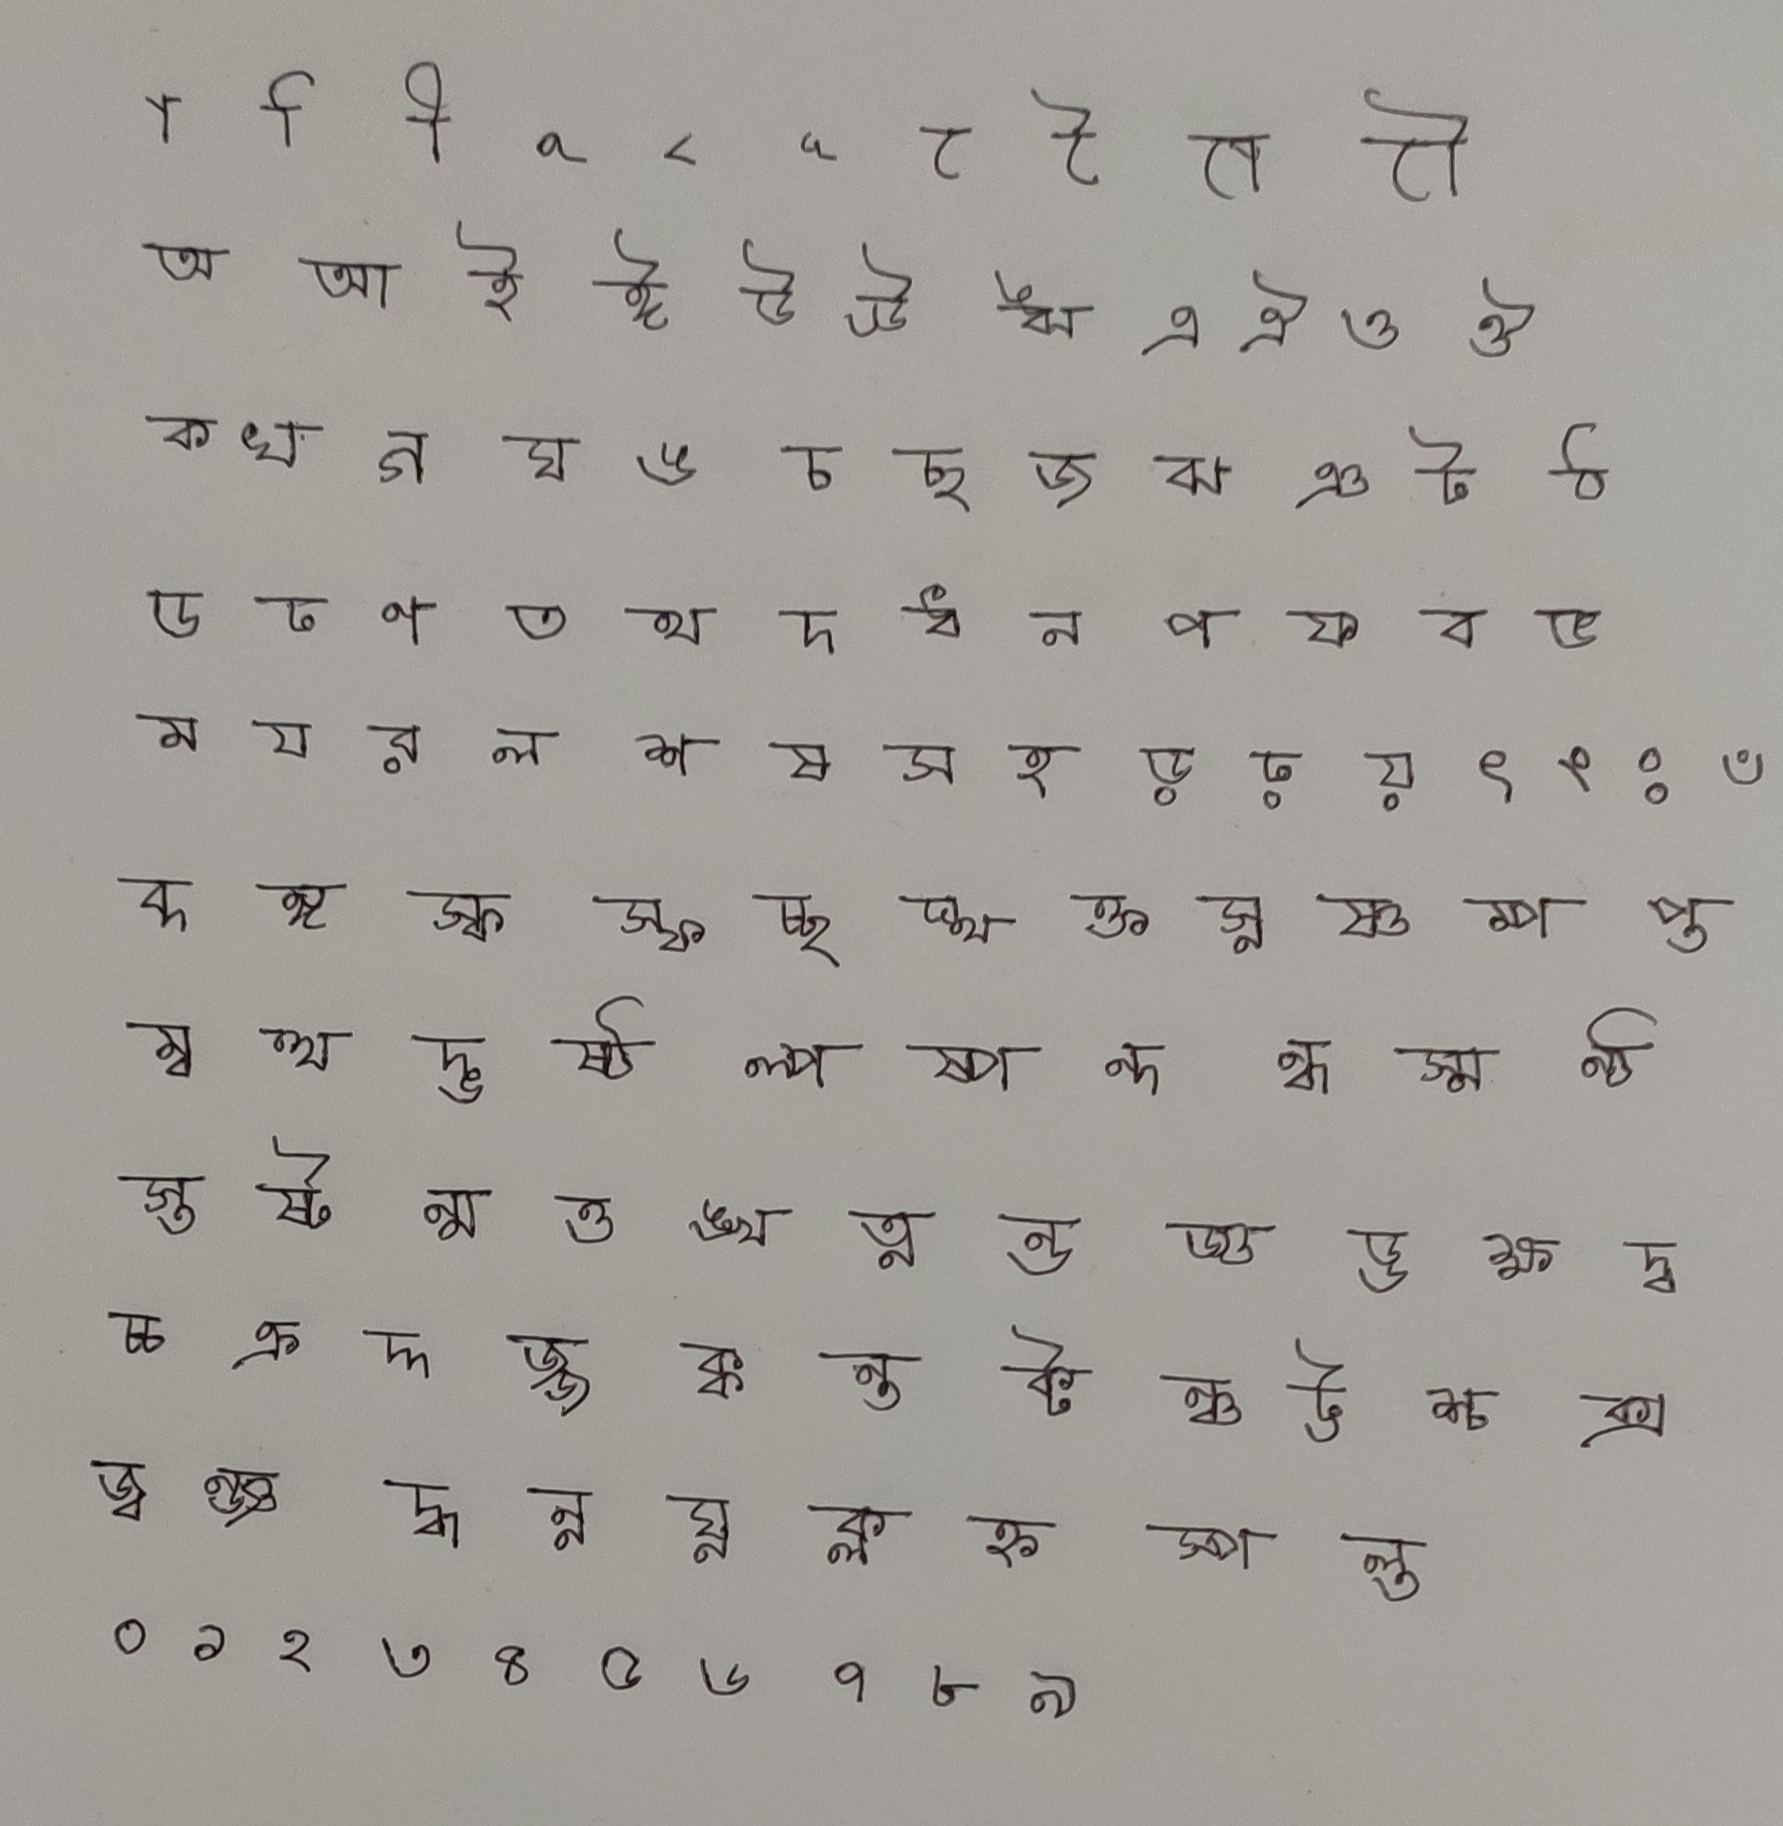 া ি ী ু ূ ৃ ে ৈ ো ৌ
অ আ ই ঈ উ ঊ ঋ এ ঐ ও ঔ
ক খ গ ঘ ঙ চ ছ জ ঝ ঞ ট ঠ
ড ঢ ণ ত থ দ ধ ন প ফ ব ভ
ম য র ল শ ষ স হ ড় ঢ় য় ৎ ং ঃ ঁ
ব্দ ঙ্গ স্ক স্ফ চ্ছ স্থ ক্ত স্ন ষ্ণ ম্প প্ত
ম্ব ত্থ দ্ভ ষ্ঠ ল্প ষ্প ন্দ ন্ধ স্ম ন্ঠ
স্ত ষ্ট ন্ম ত্ত ঙ্খ ত্ন ন্ড জ্ঞ ড্ড হ্ম দ্ব
চ্চ ক্র দ্দ জ্জ ক্ক ন্ত ক্ট ঞ্চ ট্ট শ্চ ক্স
জ্ব ঞ্জ দ্ধ ন্ন ঘ্ন ক্ল হ্ন স্প ল্ত
০ ১ ২ ৩ ৪ ৫ ৬ ৭ ৮ ৯